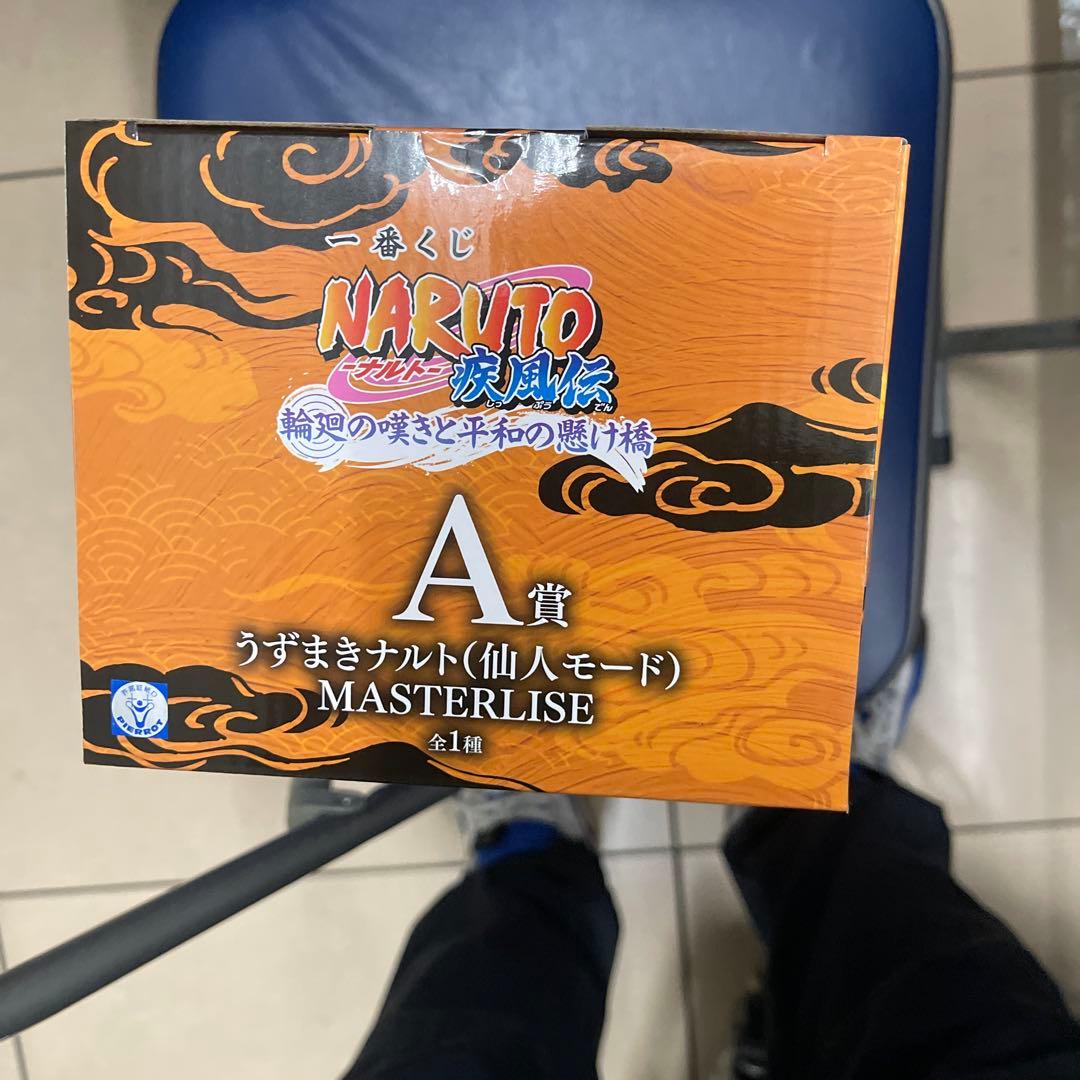 一番くじ
NARUTO
-ナルト-
疾風伝
しっ ぷう でん
輪廻の嘆きと平和の懸け橋
A賞
うずまきナルト(仙人モード)
MASTERLISE
全1種
PIERROT